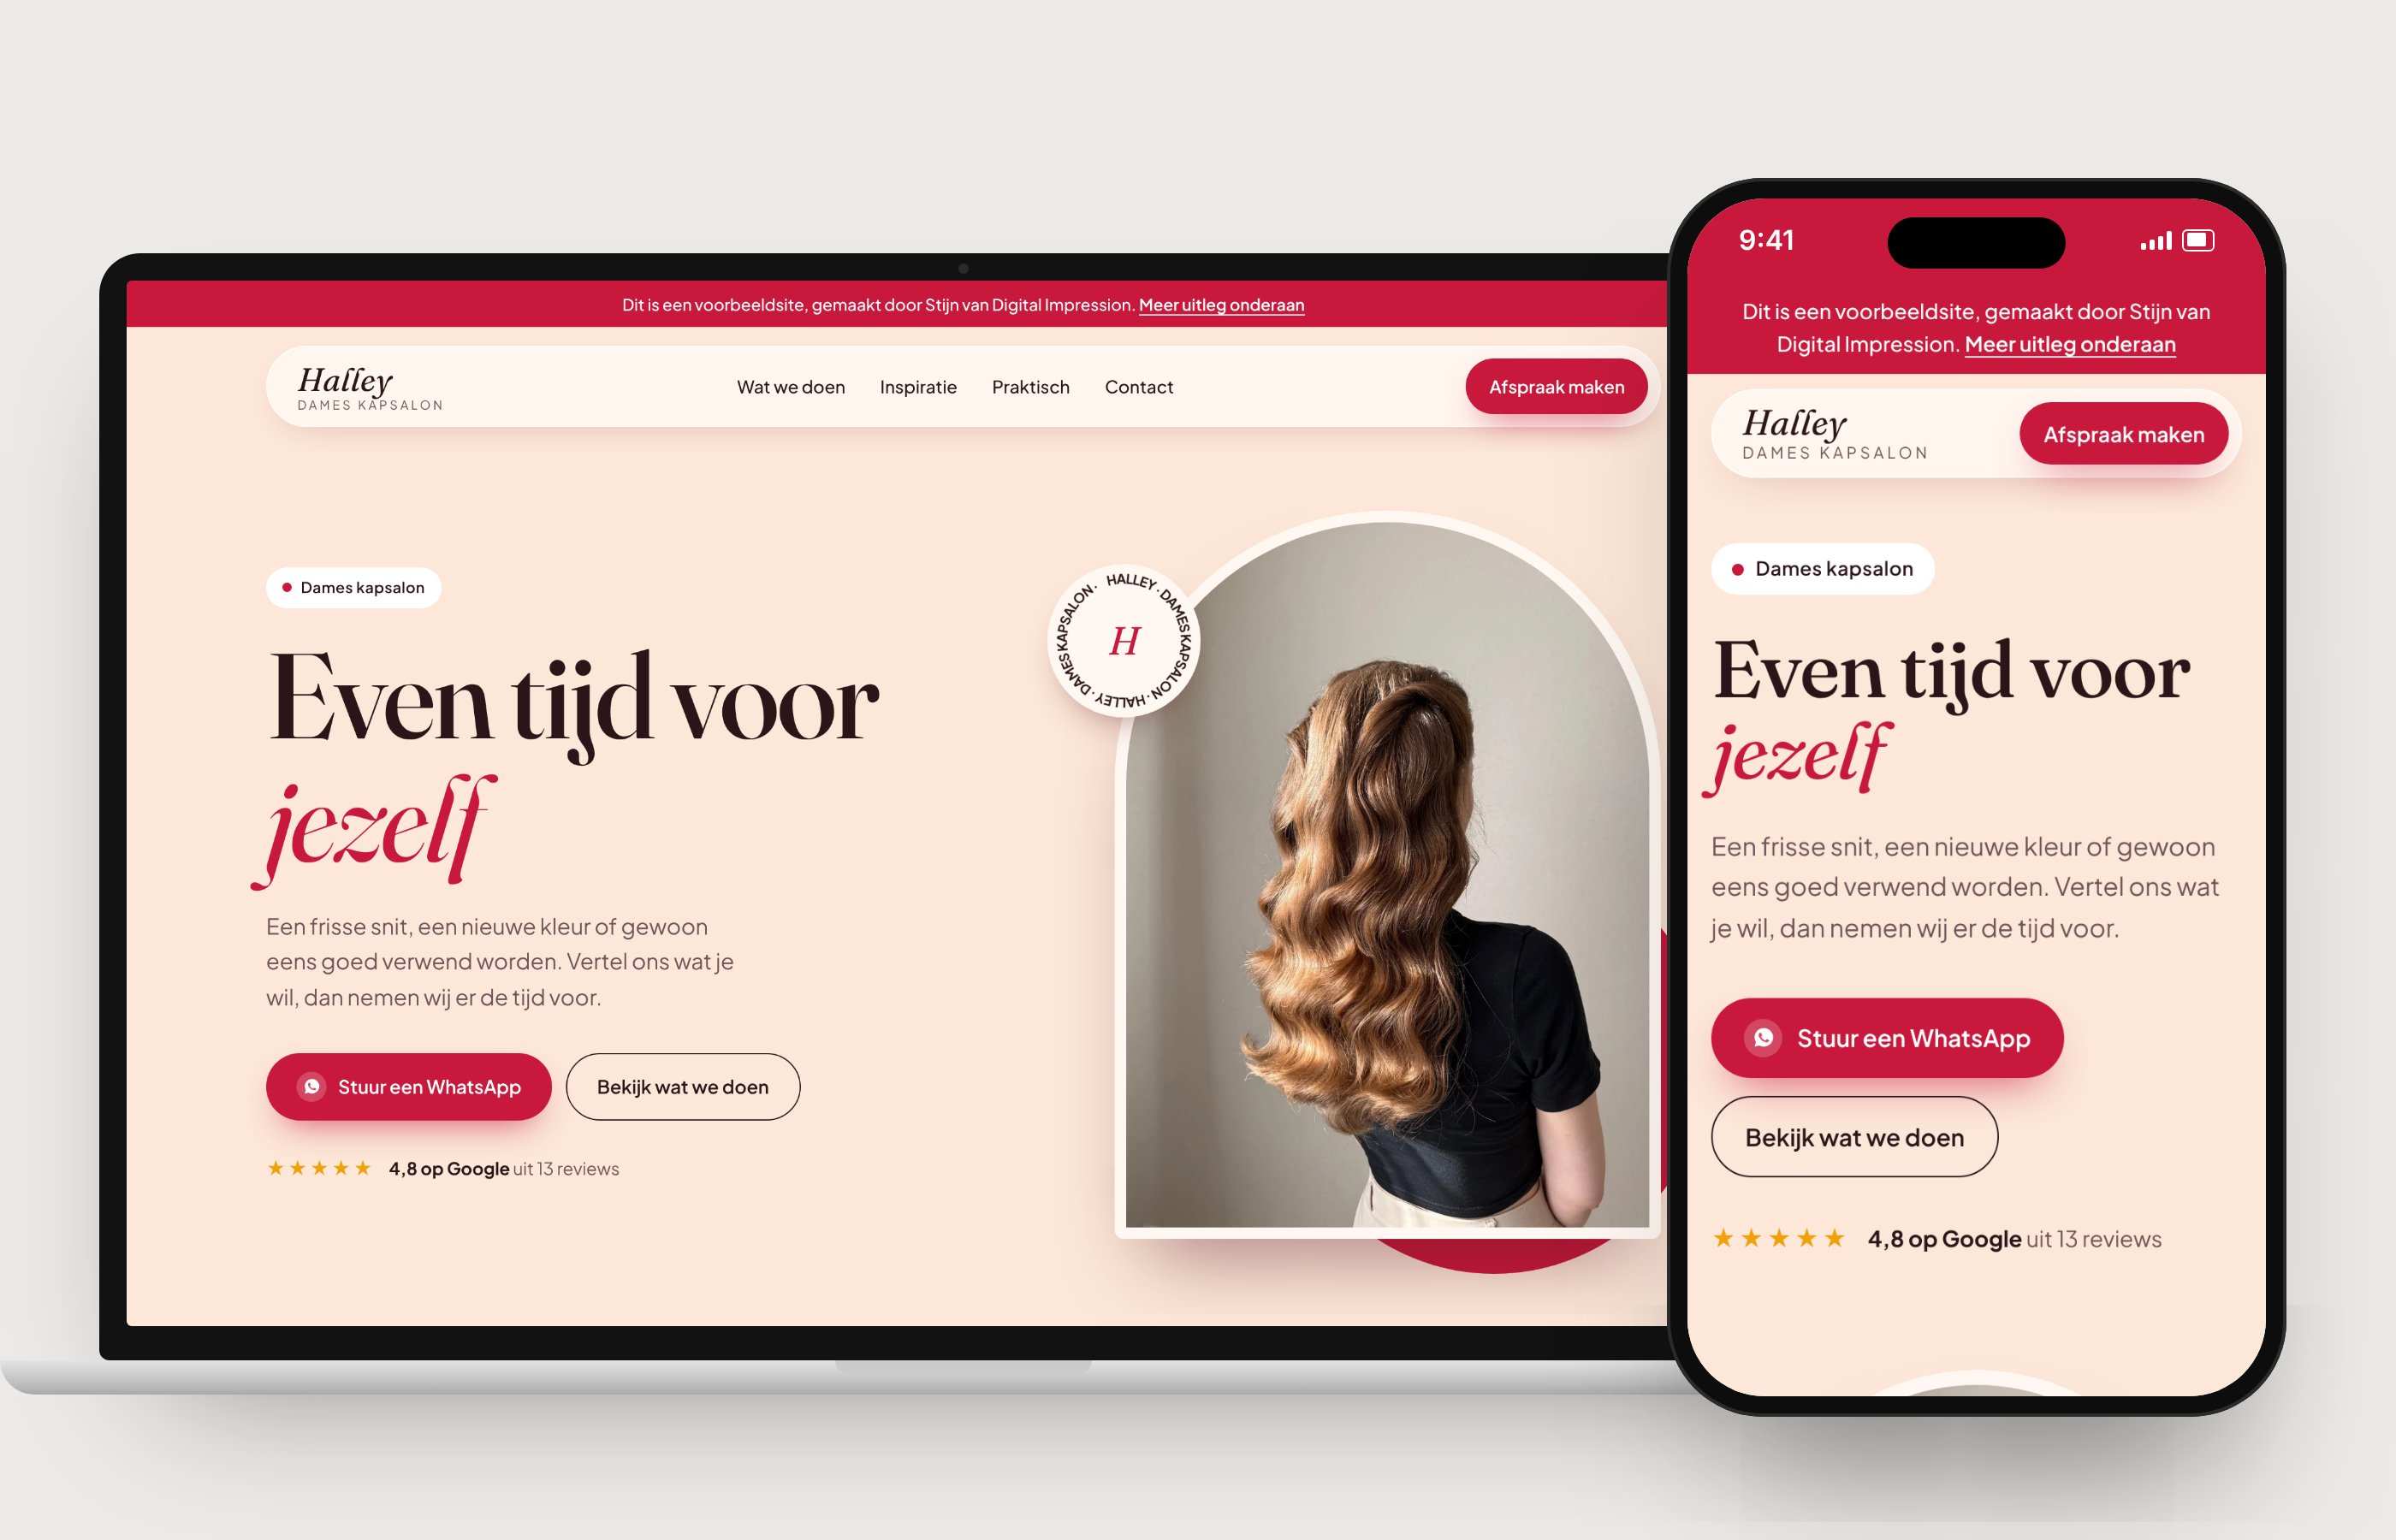 Dit is een voorbeeldsite, gemaakt door Stijn van Digital Impression. Meer uitleg onderaan
Halley
DAMES KAPSALON
Wat we doen
Inspiratie
Praktisch
Contact
Afspraak maken
Dames kapsalon
Even tijd voor
jezelf
Een frisse snit, een nieuwe kleur of gewoon
eens goed verwend worden. Vertel ons wat je
wil, dan nemen wij er de tijd voor.
Stuur een WhatsApp
Bekijk wat we doen
★★★★★ 4,8 op Google uit 13 reviews
HALLEY · DAMES KAPSALON · HALLEY · DAMES KAPSALON ·
H
9:41
Dit is een voorbeeldsite, gemaakt door Stijn van
Digital Impression. Meer uitleg onderaan
Halley
DAMES KAPSALON
Afspraak maken
Dames kapsalon
Even tijd voor
jezelf
Een frisse snit, een nieuwe kleur of gewoon
eens goed verwend worden. Vertel ons wat
je wil, dan nemen wij er de tijd voor.
Stuur een WhatsApp
Bekijk wat we doen
★★★★★ 4,8 op Google uit 13 reviews